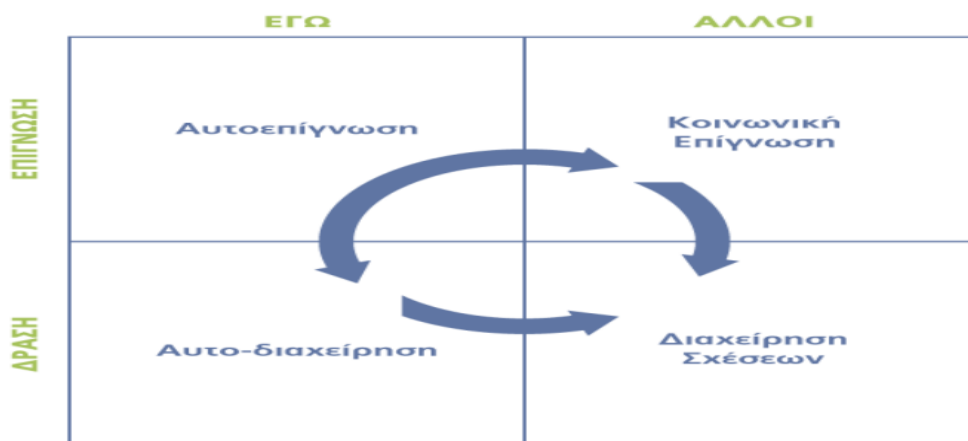 ΕΓΩ
ΑΛΛΟΙ
ΕΠΙΓΝΩΣΗ
Αυτοεπίγνωση
Κοινωνική
Επίγνωση
ΔΡΑΣΗ
Αυτο-διαχείρηση
Διαχείρηση
Σχέσεων